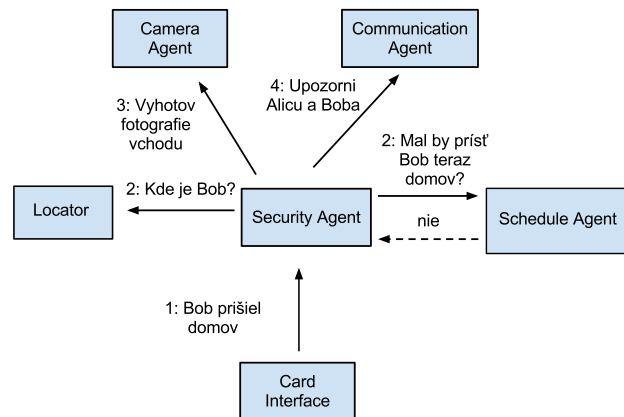 Camera
Agent
Communication
Agent
3: Vyhotov
fotografie
vchodu
4: Upozorni
Alicu a Boba
2: Mal by prísť
Bob teraz
domov?
2: Kde je Bob?
Locator
Security Agent
nie
Schedule Agent
1: Bob prišiel
domov
Card
Interface